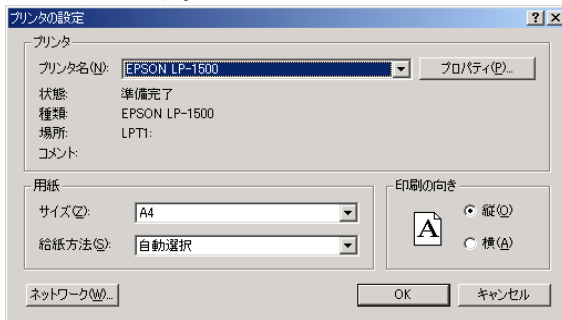 プリンタの設定
プリンタ
プリンタ名(N): EPSON LP-1500 プロパティ(P)...
状態: 準備完了
種類: EPSON LP-1500
場所: LPT1:
コメント:
用紙 印刷の向き
サイズ(Z): A4 縦(O)
給紙方法(S): 自動選択 A 横(A)
ネットワーク(W)... OK キャンセル